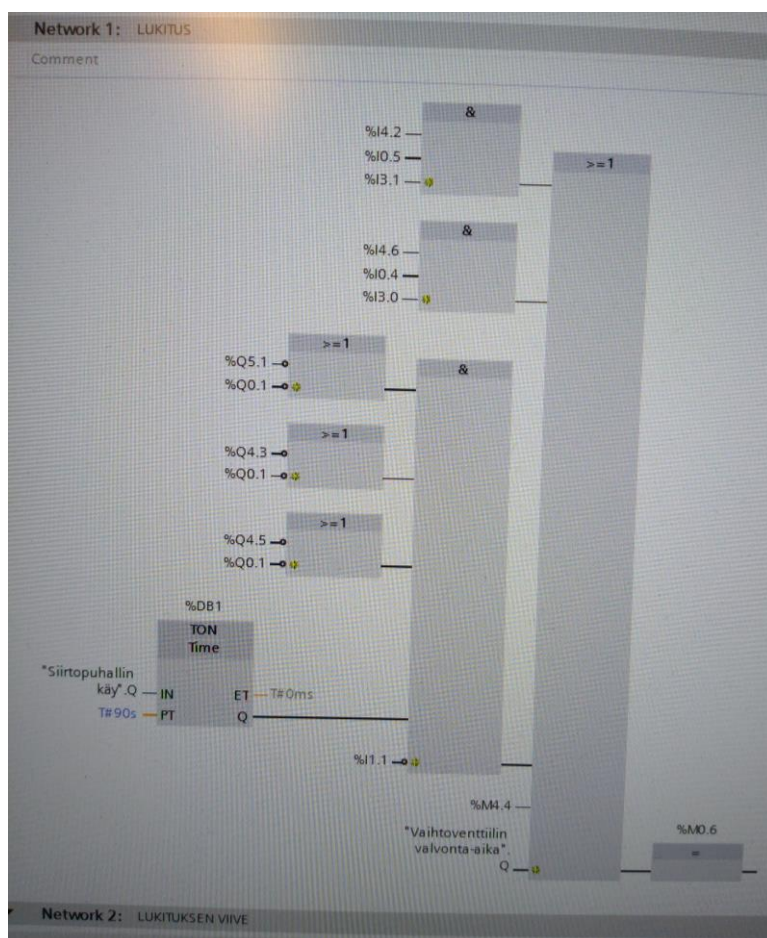 Network 1: LUKITUS
Comment
&
%I4.2
%I0.5
%I3.1
>=1
&
%I4.6
%I0.4
%I3.0
>=1
%Q5.1
%Q0.1
&
>=1
%Q4.3
%Q0.1
>=1
%Q4.5
%Q0.1
%DB1
TON
Time
"Siirtopuhallin
käy".Q IN ET T#0ms
T#90s PT Q
%I1.1
%M4.4
"Vaihtoventtiilin
valvonta-aika".
Q
%M0.6
=
Network 2: LUKITUKSEN VIIVE